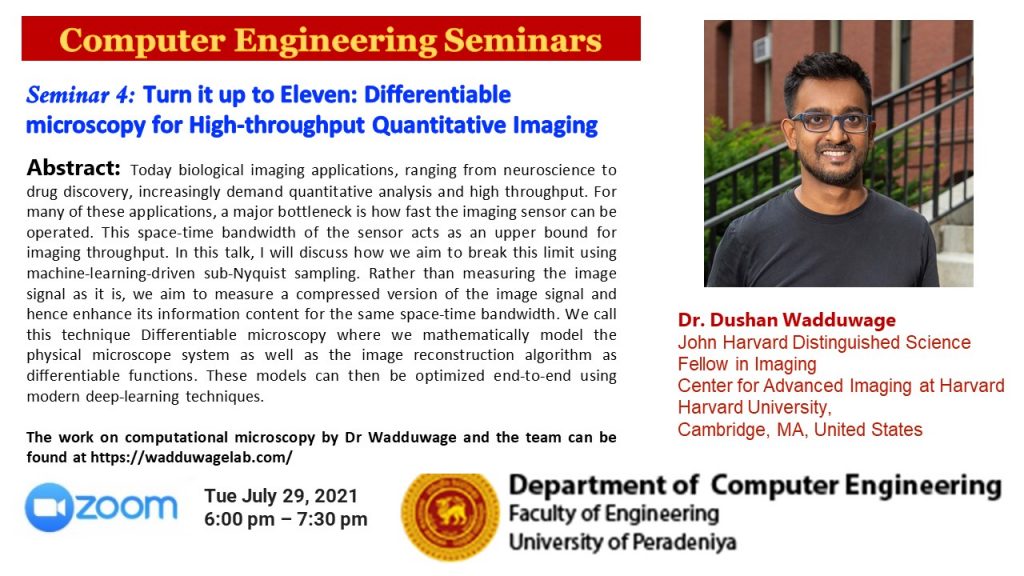 Computer Engineering Seminars
Seminar 4: Turn it up to Eleven: Differentiable
microscopy for High-throughput Quantitative Imaging
Abstract: Today biological imaging applications, ranging from neuroscience to
drug discovery, increasingly demand quantitative analysis and high throughput. For
many of these applications, a major bottleneck is how fast the imaging sensor can be
operated. This space-time bandwidth of the sensor acts as an upper bound for
imaging throughput. In this talk, I will discuss how we aim to break this limit using
machine-learning-driven sub-Nyquist sampling. Rather than measuring the image
signal as it is, we aim to measure a compressed version of the image signal and
hence enhance its information content for the same space-time bandwidth. We call
this technique Differentiable microscopy where we mathematically model the
physical microscope system as well as the image reconstruction algorithm as
differentiable functions. These models can then be optimized end-to-end using
modern deep-learning techniques.
The work on computational microscopy by Dr Wadduwage and the team can be
found at https://wadduwagelab.com/
Dr. Dushan Wadduwage
John Harvard Distinguished Science
Fellow in Imaging
Center for Advanced Imaging at Harvard
Harvard University,
Cambridge, MA, United States
zoom
Tue July 29, 2021
6:00 pm – 7:30 pm
Department of Computer Engineering
Faculty of Engineering
University of Peradeniya